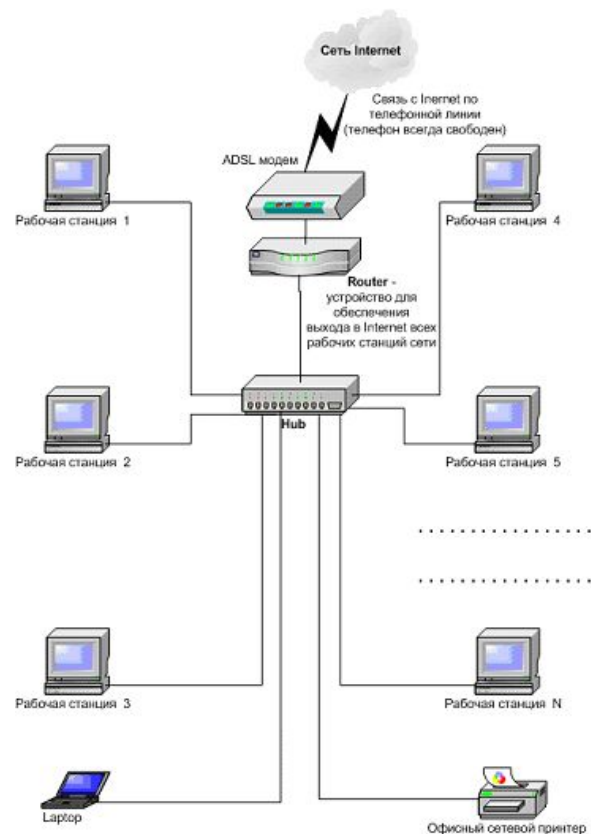 Сеть Internet
Связь с Inernet по
телефонной линии
(телефон всегда свободен)
ADSL модем
Рабочая станция 1
Рабочая станция 4
Router -
устройство для
обеспечения
выхода в Internet всех
рабочих станций сети
Hub
Рабочая станция 2
Рабочая станция 5
Рабочая станция 3
Рабочая станция N
Laptop
Офисный сетевой принтер